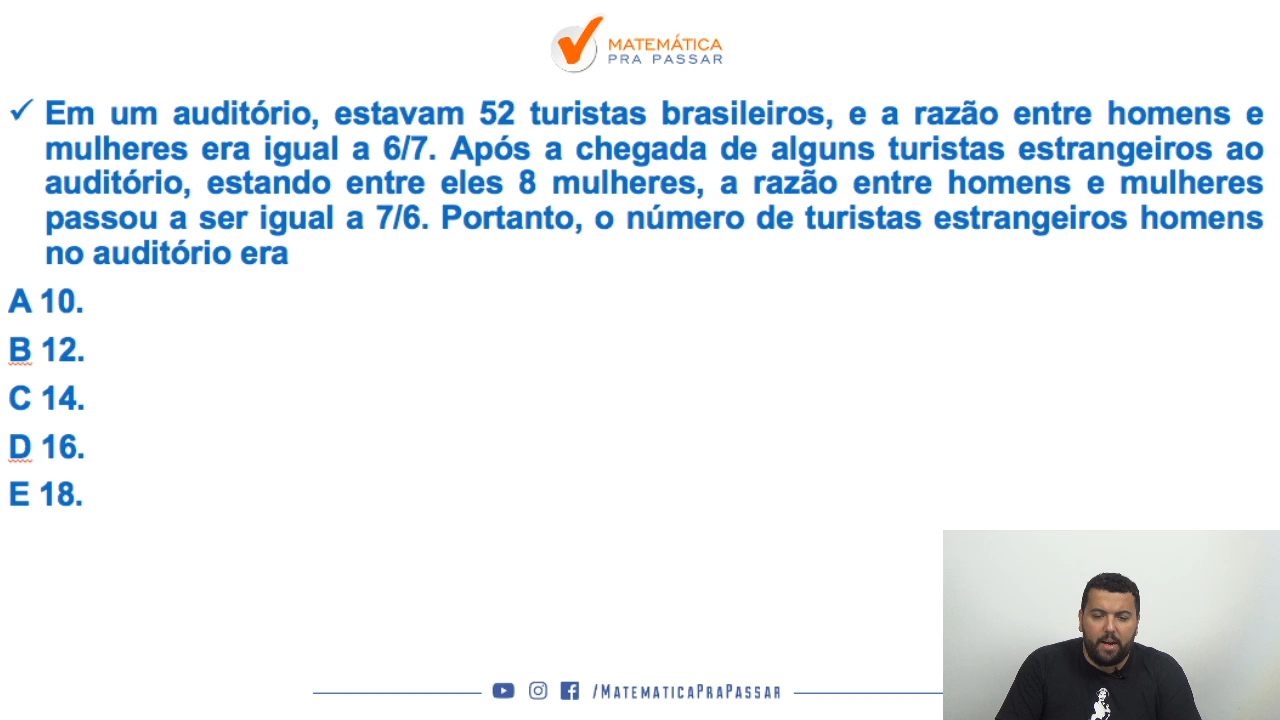 MATEMÁTICA
PRA PASSAR
✓ Em um auditório, estavam 52 turistas brasileiros, e a razão entre homens e
mulheres era igual a 6/7. Após a chegada de alguns turistas estrangeiros ao
auditório, estando entre eles 8 mulheres, a razão entre homens e mulheres
passou a ser igual a 7/6. Portanto, o número de turistas estrangeiros homens
no auditório era
A 10.
B 12.
C 14.
D 16.
E 18.
/MATEMATICAPRAPASSAR